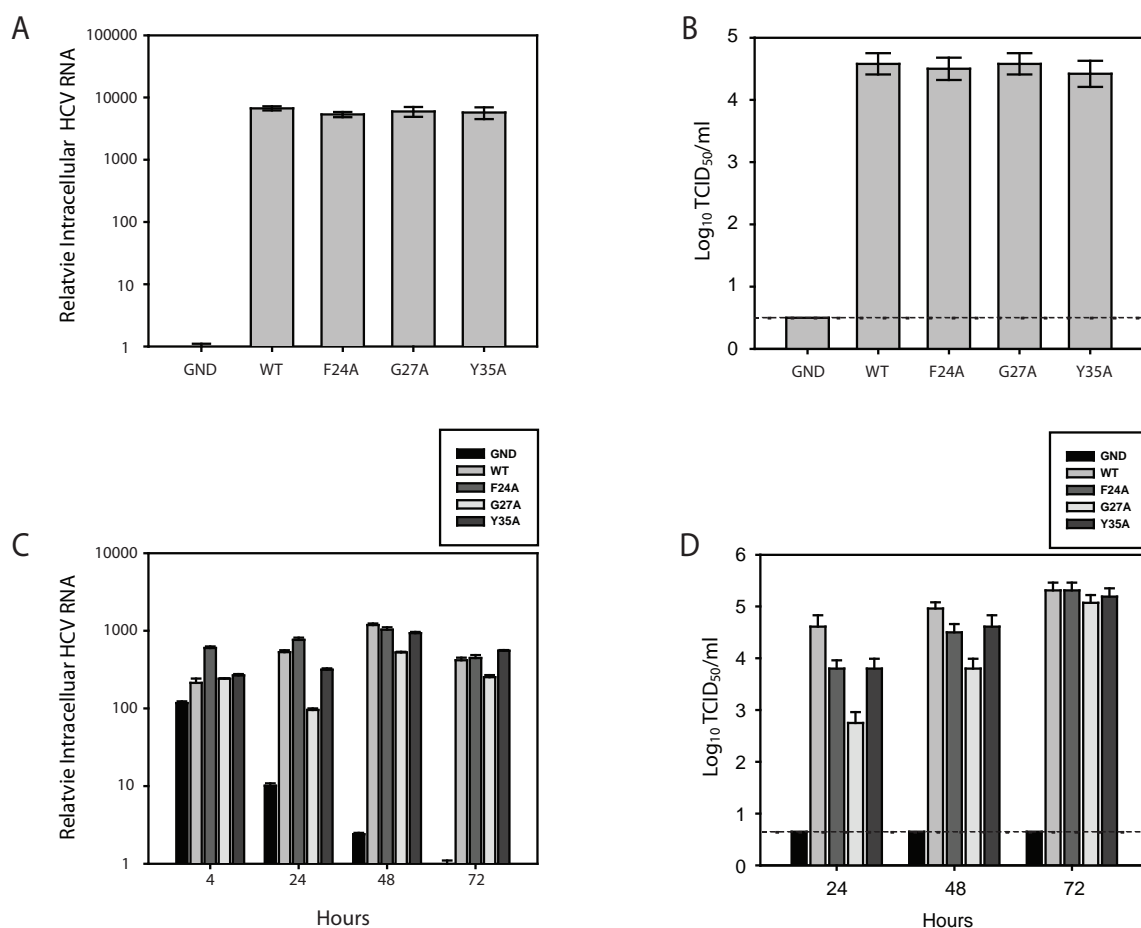 A
Relatvie Intracellular HCV RNA
100000
10000
1000
100
10
1
GND WT F24A G27A Y35A
B
Log10 TCID50/ml
5
4
3
2
1
0
GND WT F24A G27A Y35A
GND
WT
F24A
G27A
Y35A
C
Relatvie Intracelluar HCV RNA
10000
1000
100
10
1
4 24 48 72
Hours
GND
WT
F24A
G27A
Y35A
D
Log10 TCID50/ml
6
5
4
3
2
1
0
24 48 72
Hours